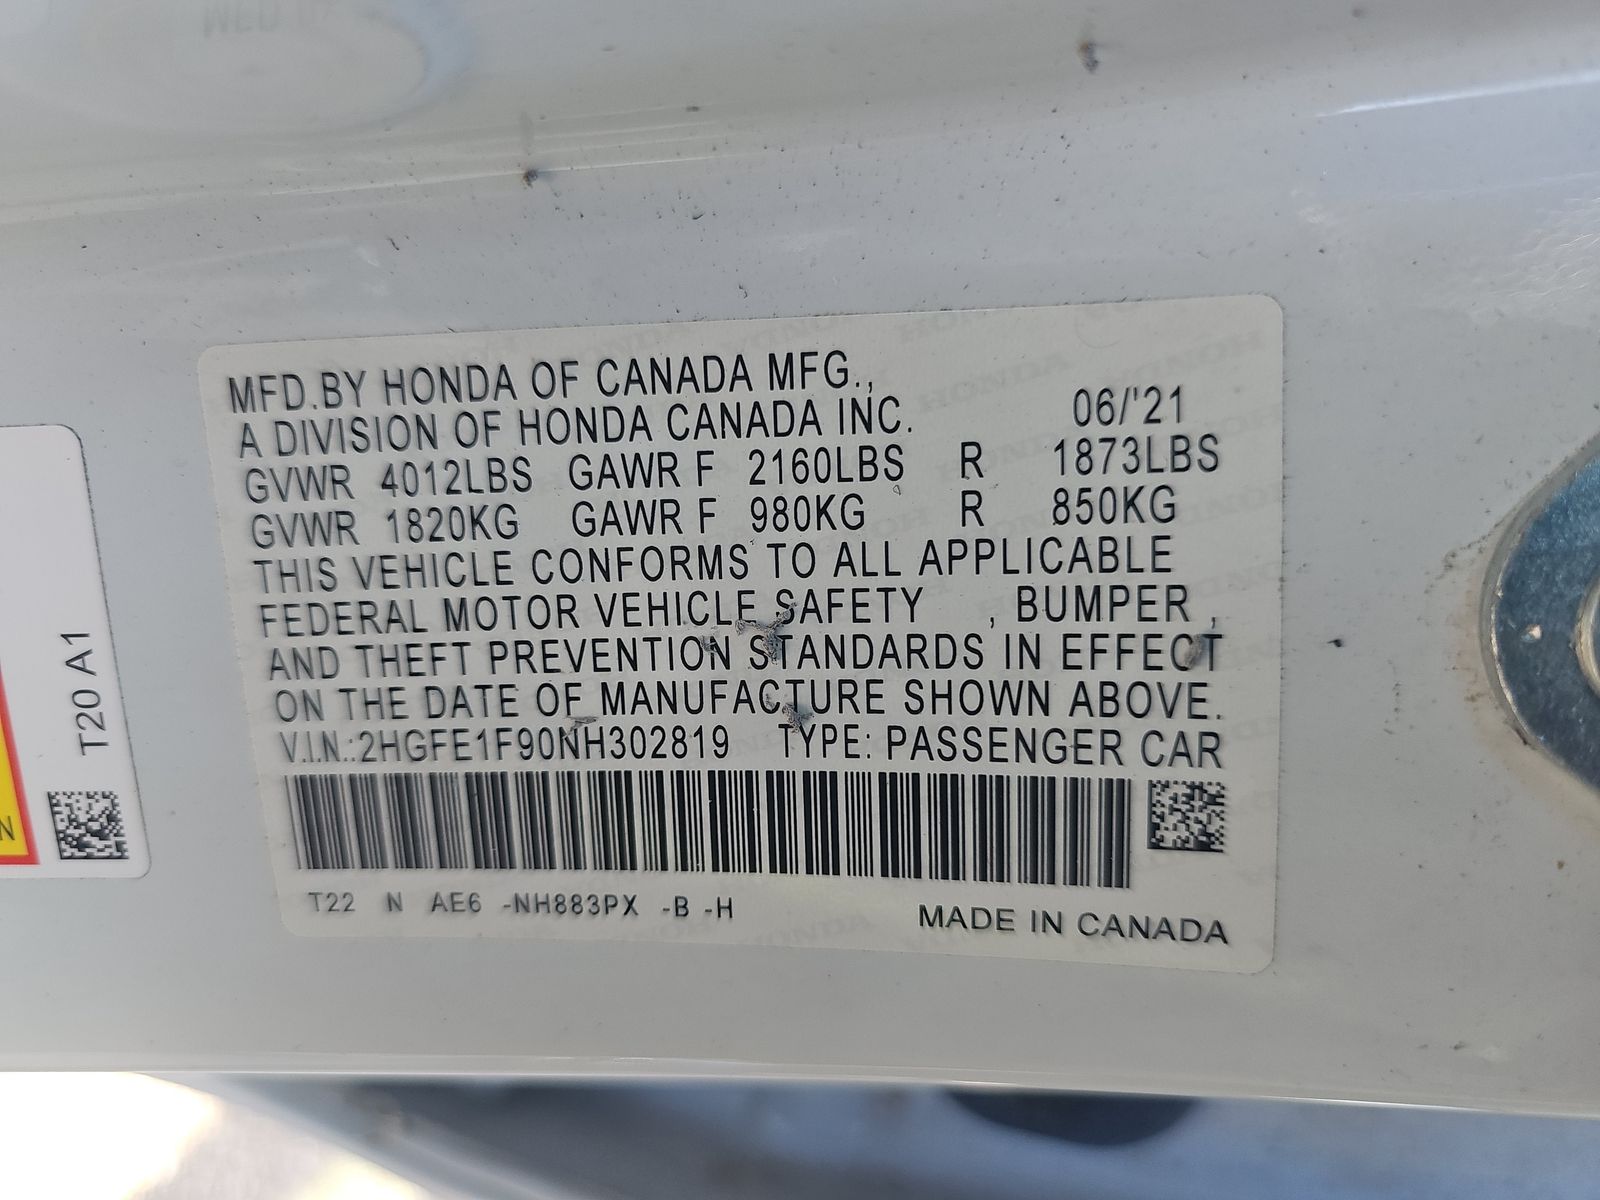 MFD.BY HONDA OF CANADA MFG.,
A DIVISION OF HONDA CANADA INC. 06/'21
GVWR 4012LBS GAWR F 2160LBS R 1873LBS
GVWR 1820KG GAWR F 980KG R 850KG
THIS VEHICLE CONFORMS TO ALL APPLICABLE
FEDERAL MOTOR VEHICLE SAFETY , BUMPER ,
AND THEFT PREVENTION STANDARDS IN EFFECT
ON THE DATE OF MANUFACTURE SHOWN ABOVE.
V.I.N.:2HGFE1F90NH302819 TYPE: PASSENGER CAR
T22 N AE6 -NH883PX -B -H
MADE IN CANADA
T20 A1
N